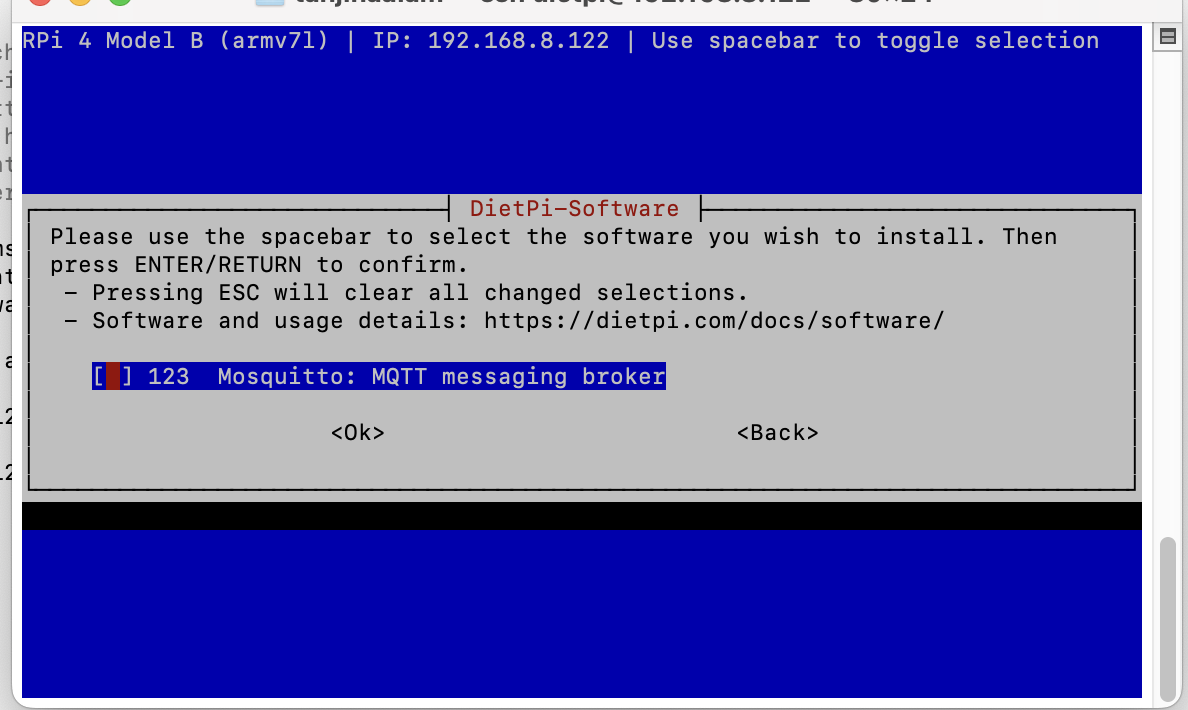 RPi 4 Model B (armv7l) | IP: 192.168.8.122 | Use spacebar to toggle selection
DietPi-Software
Please use the spacebar to select the software you wish to install. Then
press ENTER/RETURN to confirm.
- Pressing ESC will clear all changed selections.
- Software and usage details: https://dietpi.com/docs/software/
[ ] 123 Mosquitto: MQTT messaging broker
<Ok> <Back>